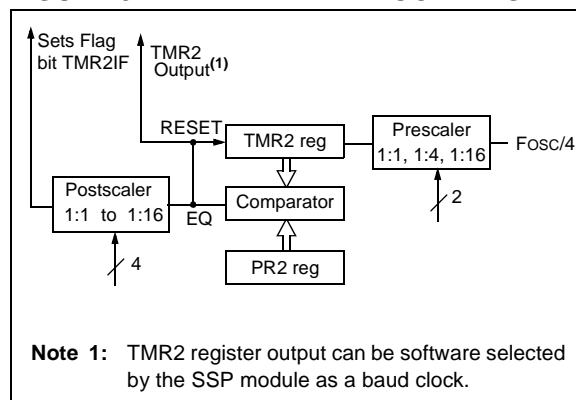 Sets Flag
bit TMR2IF
TMR2
Output(1)
RESET
TMR2 reg
Prescaler
1:1, 1:4, 1:16
FOSC/4
2
Postscaler
1:1 to 1:16
EQ
Comparator
4
PR2 reg
Note 1: TMR2 register output can be software selected
by the SSP module as a baud clock.